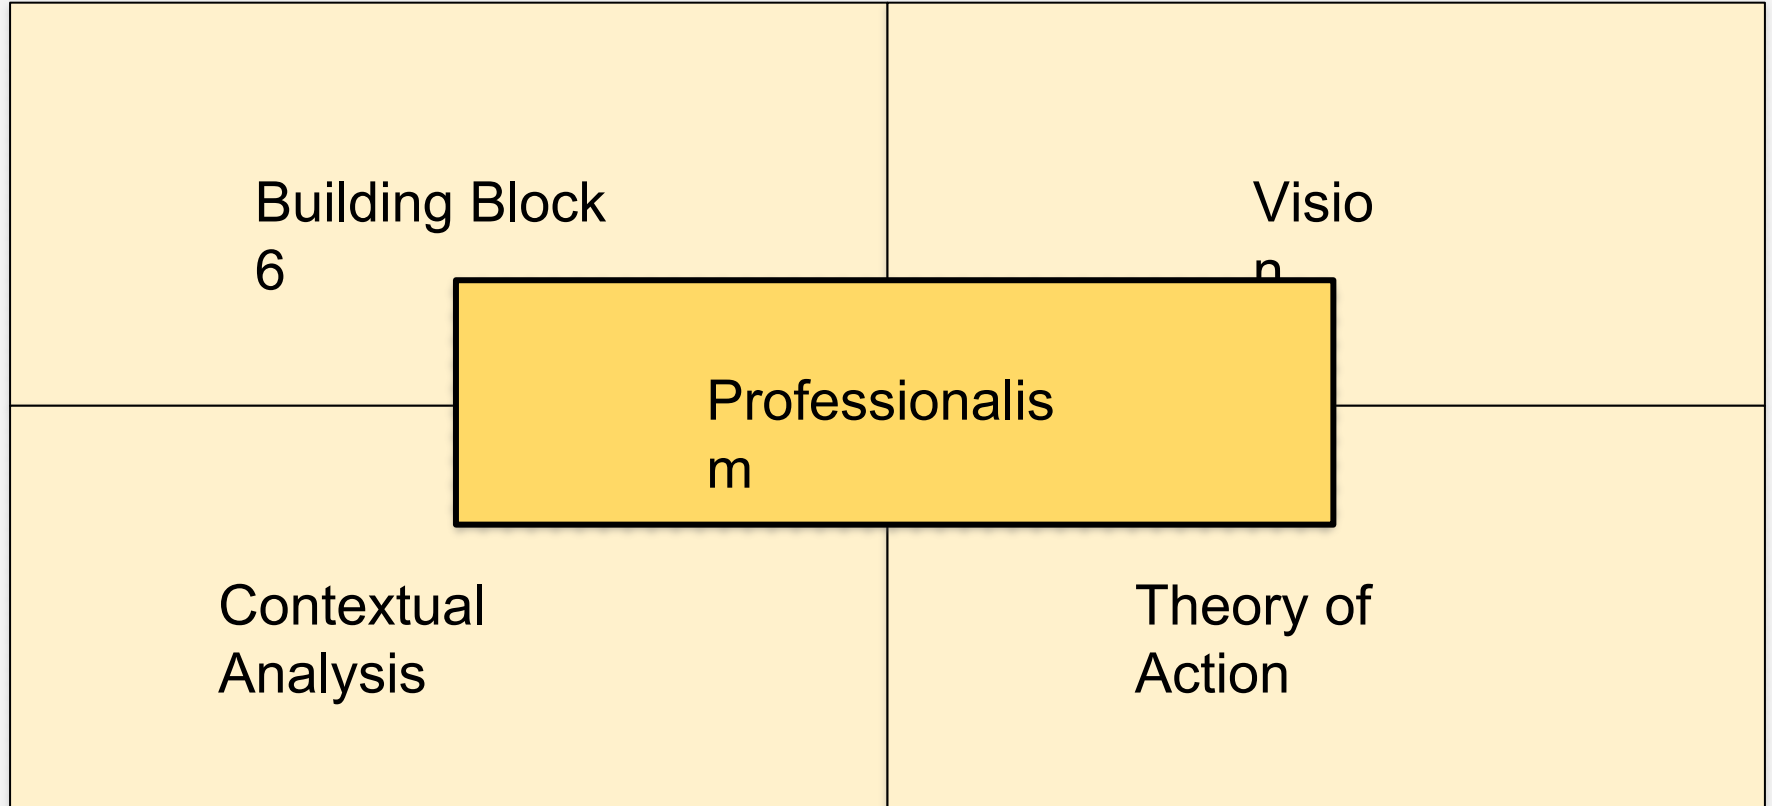 Building Block
6
Visio
n
Professionalis
m
Contextual
Analysis
Theory of
Action